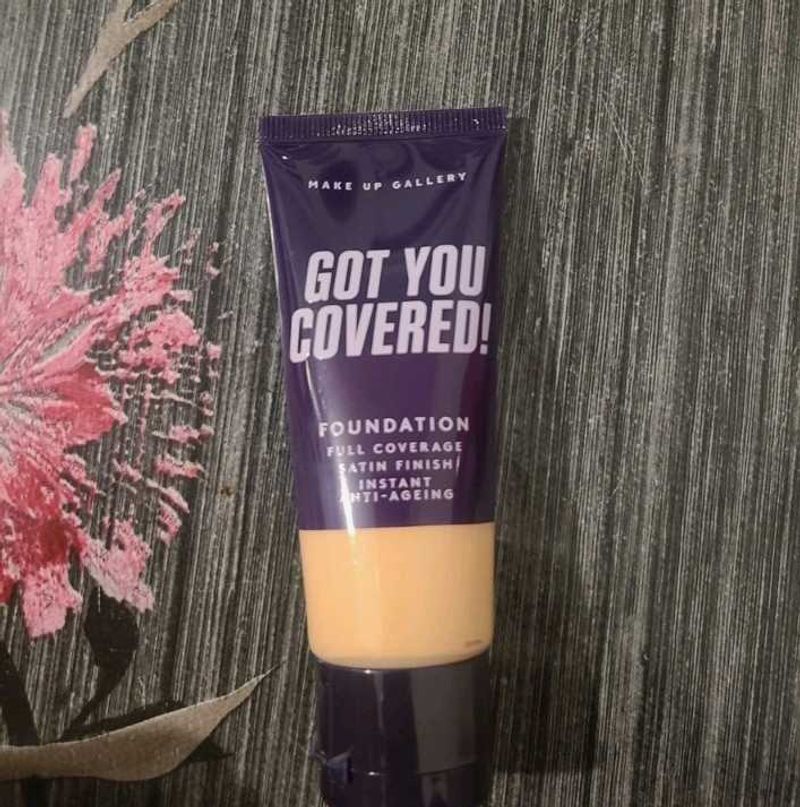 MAKE UP GALLERY
GOT YOU
COVERED!
FOUNDATION
FULL COVERAGE
SATIN FINISH
INSTANT
ANTI-AGEING